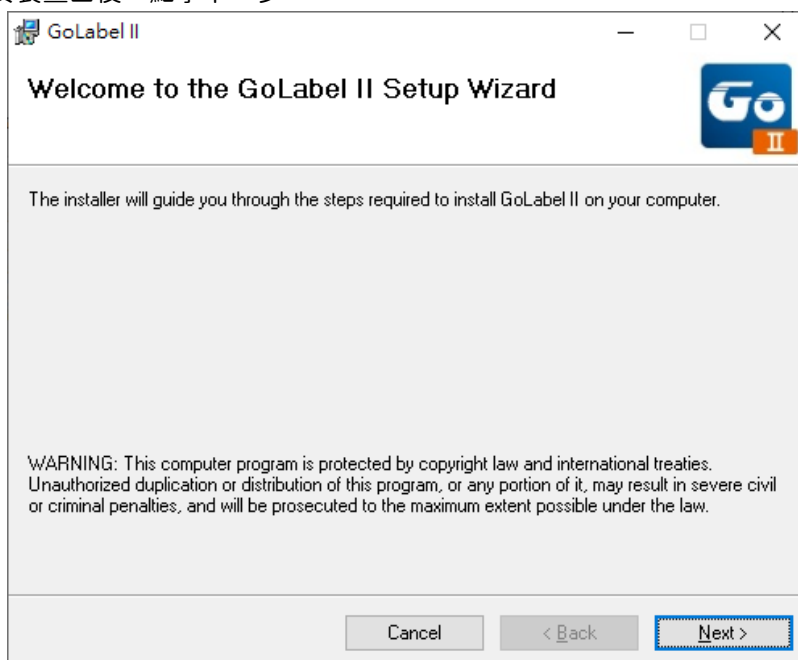 GoLabel II
Welcome to the GoLabel II Setup Wizard
Go
II
The installer will guide you through the steps required to install GoLabel II on your computer.
WARNING: This computer program is protected by copyright law and international treaties.
Unauthorized duplication or distribution of this program, or any portion of it, may result in severe civil
or criminal penalties, and will be prosecuted to the maximum extent possible under the law.
Cancel
< Back
Next >